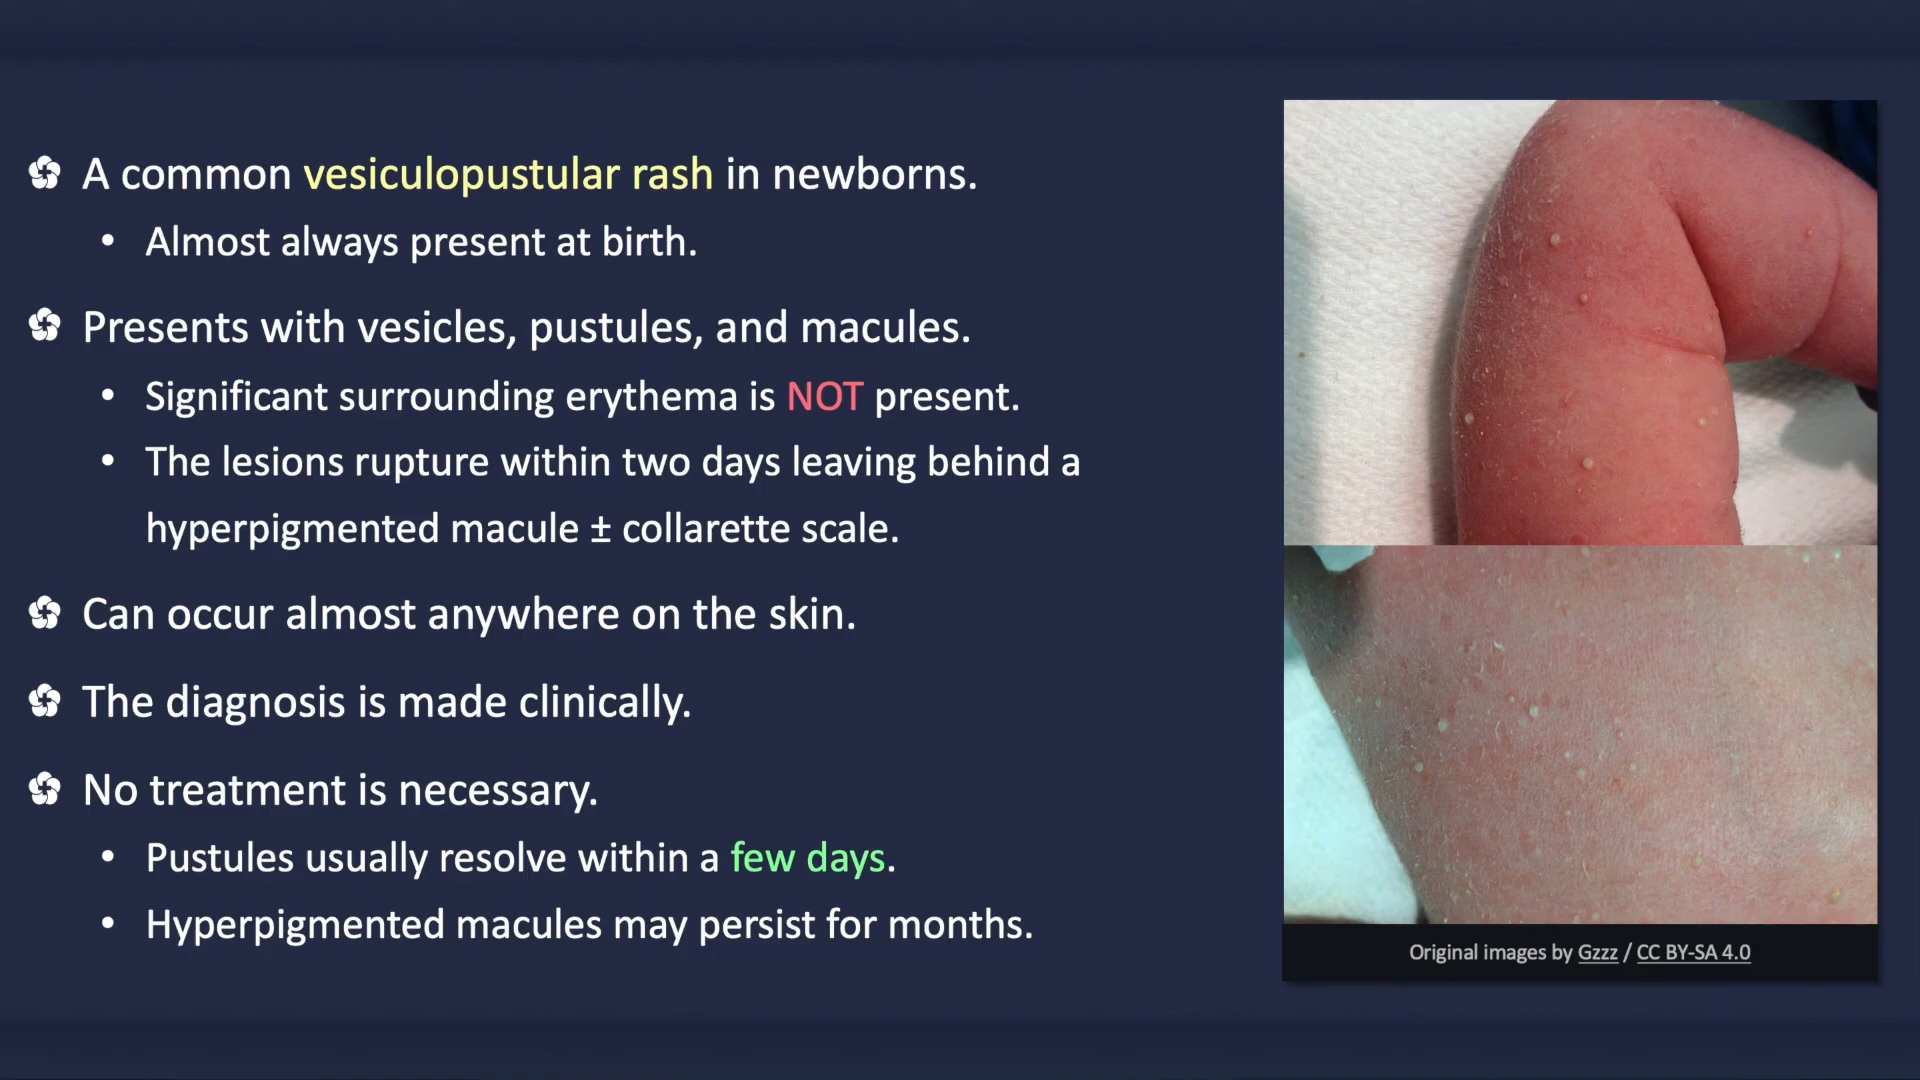 A common vesiculopustular rash in newborns.
• Almost always present at birth.
Presents with vesicles, pustules, and macules.
• Significant surrounding erythema is NOT present.
• The lesions rupture within two days leaving behind a
hyperpigmented macule ± collarette scale.
Can occur almost anywhere on the skin.
The diagnosis is made clinically.
No treatment is necessary.
• Pustules usually resolve within a few days.
• Hyperpigmented macules may persist for months.
Original images by Gzzz / CC BY-SA 4.0